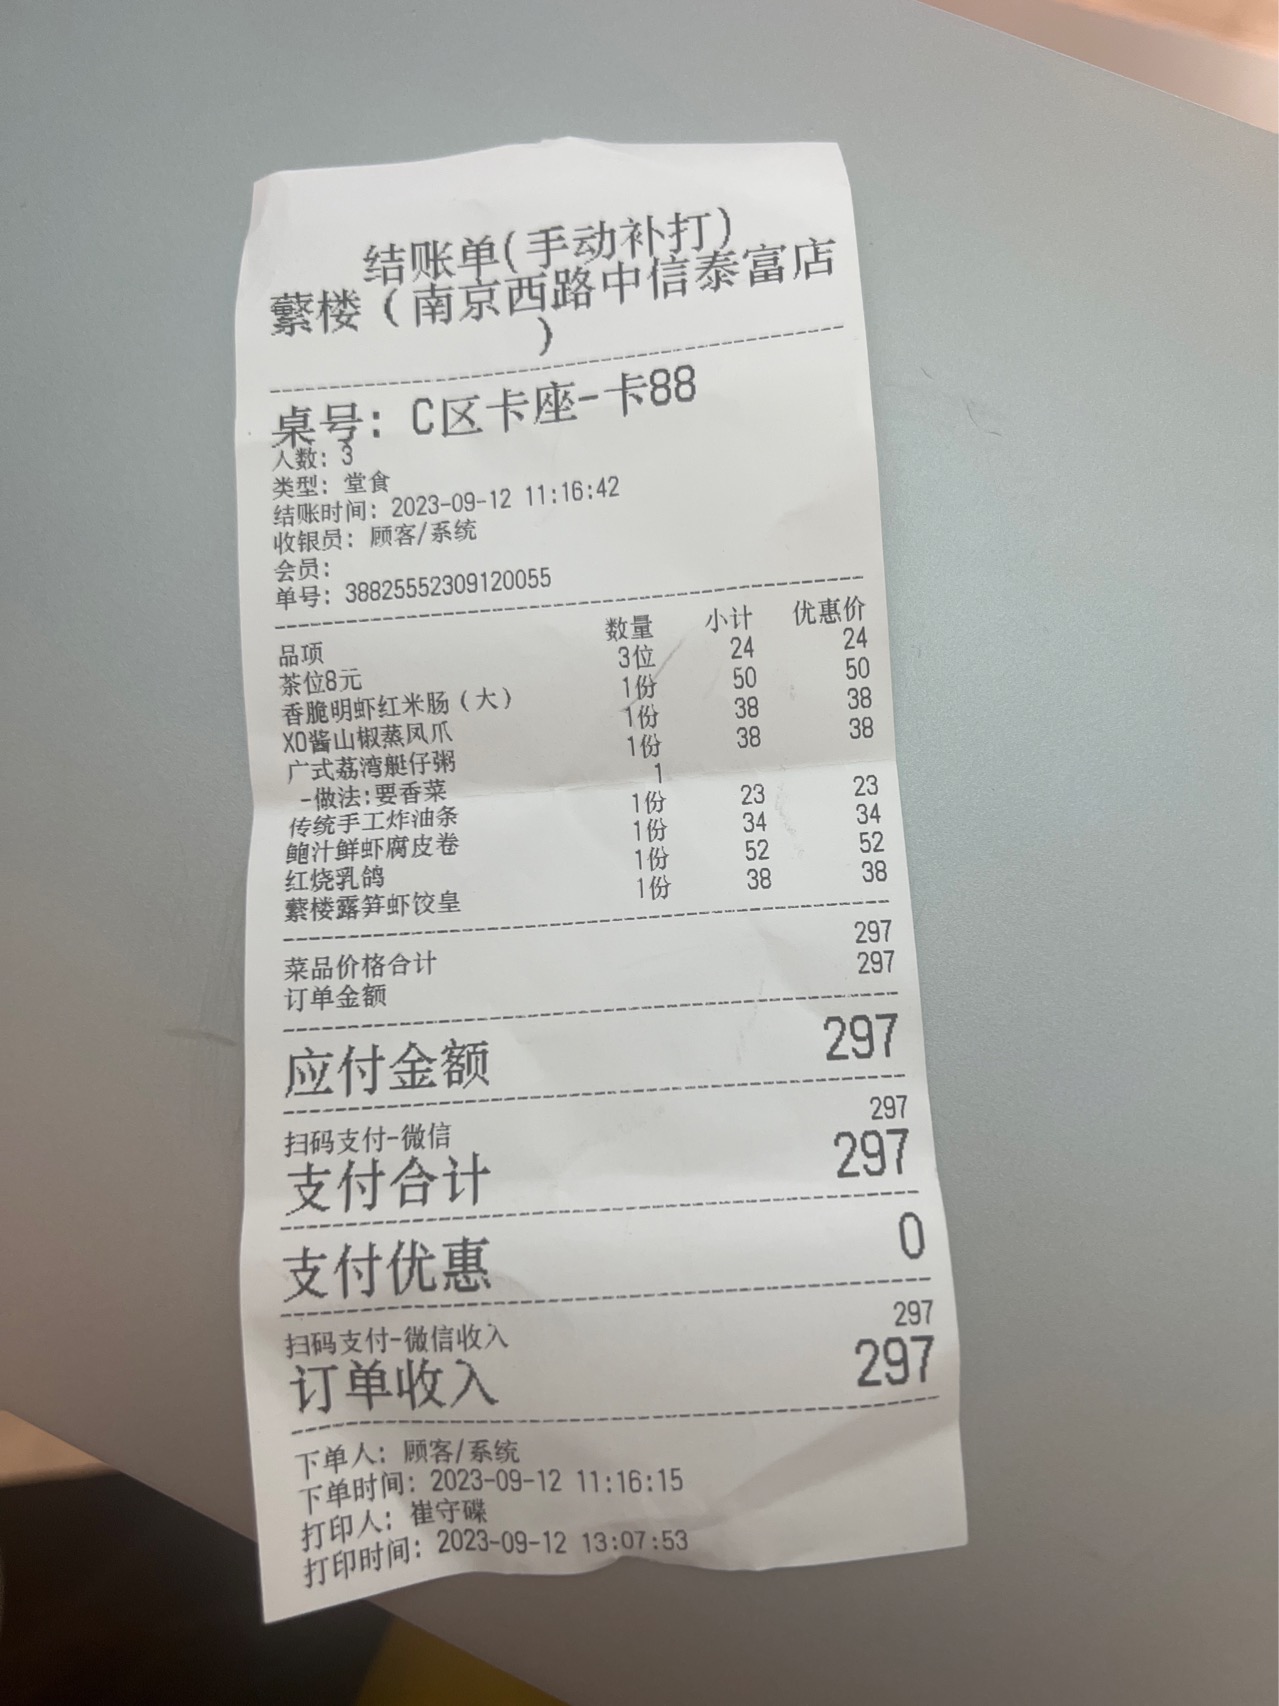 结账单(手动补打)
蘩楼（南京西路中信泰富店
）
桌号: C区卡座-卡88
人数: 3
类型: 堂食
结账时间: 2023-09-12 11:16:42
收银员: 顾客/系统
会员:
单号: 38825552309120055
品项 数量 小计 优惠价
茶位8元 3位 24 24
香脆明虾红米肠（大） 1份 50 50
XO酱山椒蒸凤爪 1份 38 38
广式荔湾艇仔粥 1份 38 38
-做法:要香菜 1
传统手工炸油条 1份 23 23
鲍汁鲜虾腐皮卷 1份 34 34
红烧乳鸽 1份 52 52
蘩楼露笋虾饺皇 1份 38 38
菜品价格合计 297
订单金额 297
应付金额 297
扫码支付-微信 297
支付合计 297
支付优惠 0
扫码支付-微信收入 297
订单收入 297
下单人: 顾客/系统
下单时间: 2023-09-12 11:16:15
打印人: 崔守碟
打印时间: 2023-09-12 13:07:53